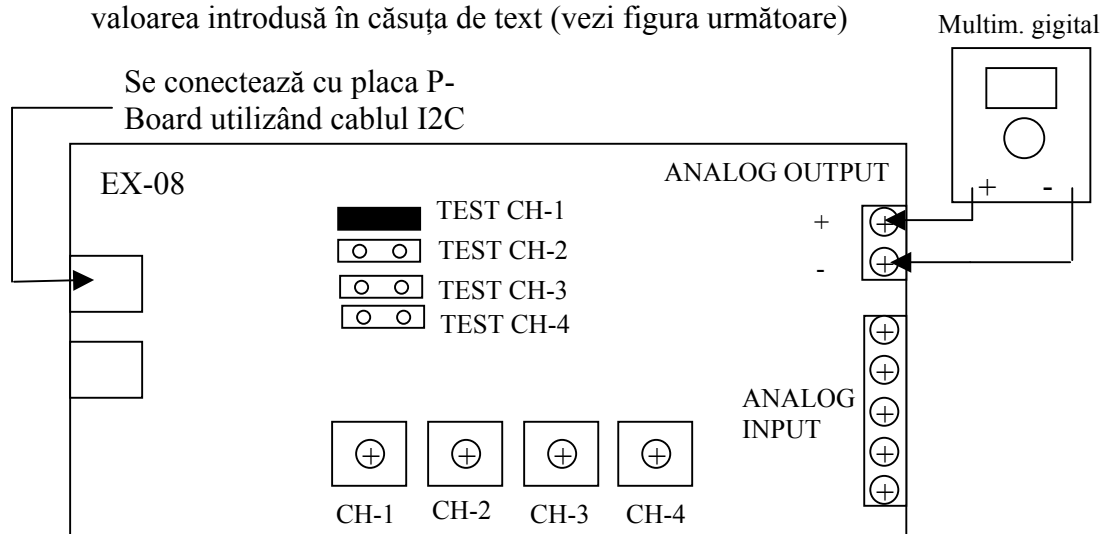 valoarea introdusă în căsuța de text (vezi figura următoare)
Multim. gigital
Se conectează cu placa P-
Board utilizând cablul I2C
EX-08
ANALOG OUTPUT
+ -
TEST CH-1
+
TEST CH-2
-
TEST CH-3
TEST CH-4
ANALOG
INPUT
CH-1 CH-2 CH-3 CH-4